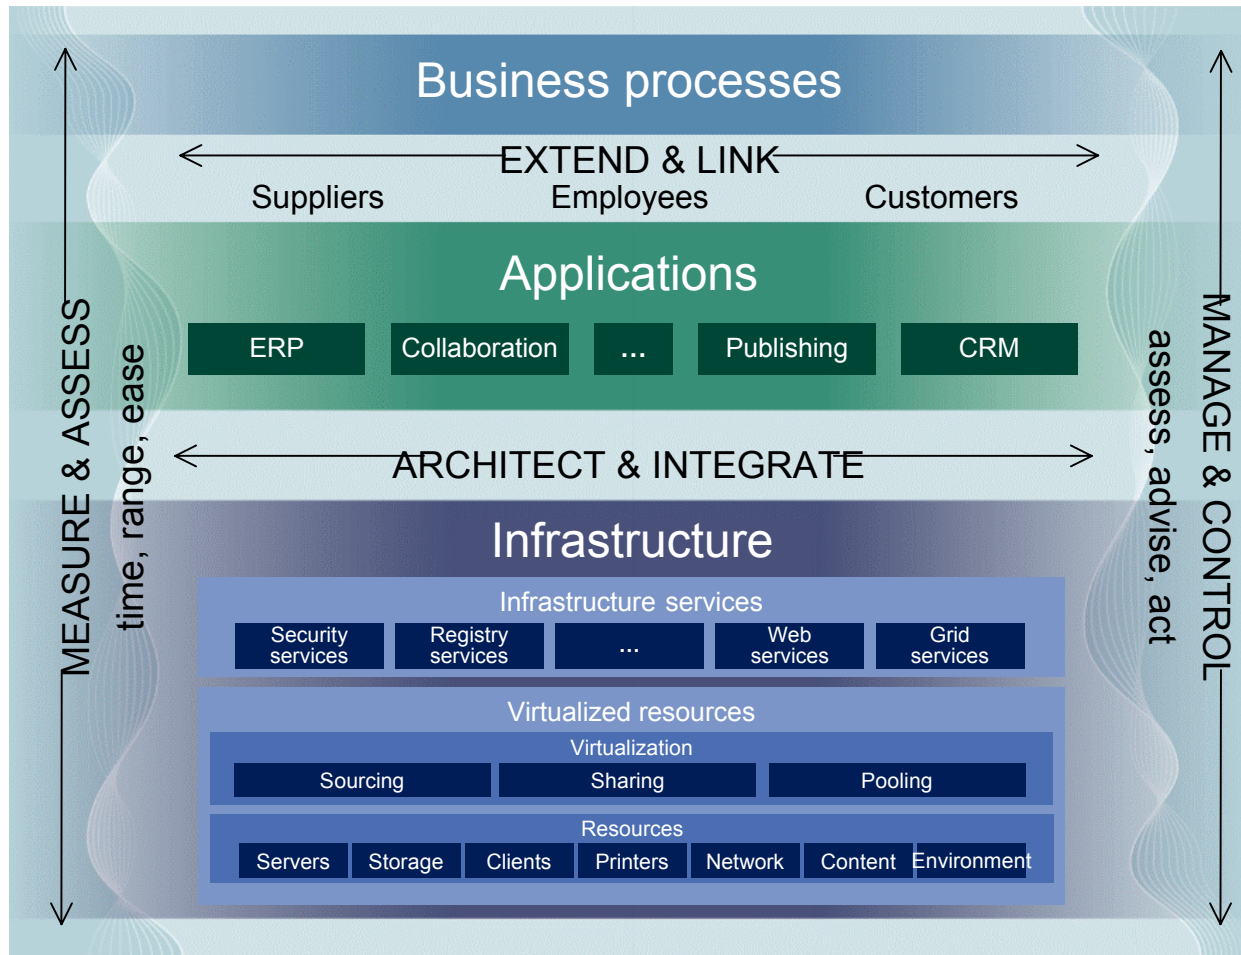 Business processes
EXTEND & LINK
Suppliers Employees Customers
Applications
ERP Collaboration ... Publishing CRM
ARCHITECT & INTEGRATE
Infrastructure
Infrastructure services
Security services
Registry services
...
Web services
Grid services
Virtualized resources
Virtualization
Sourcing Sharing Pooling
Resources
Servers Storage Clients Printers Network Content Environment
MEASURE & ASSESS
time, range, ease
MANAGE & CONTROL
assess, advise, act